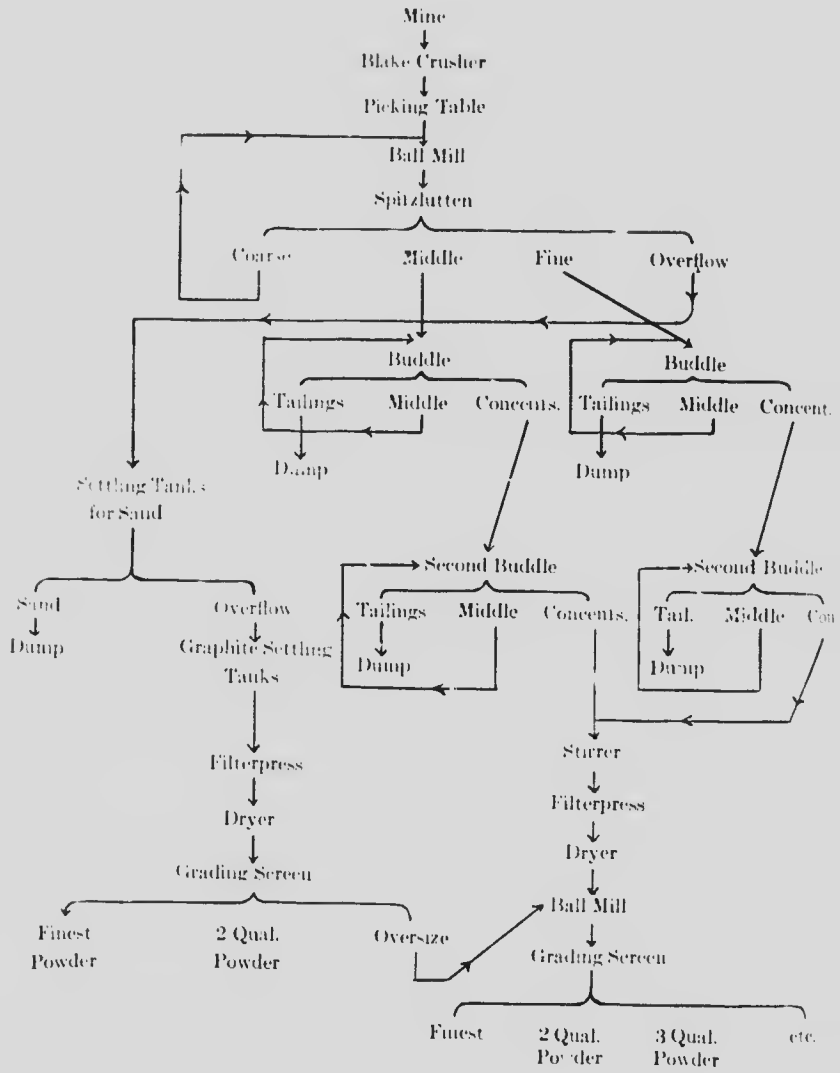 Mine
Blake Crusher
Picking Table
Ball Mill
Spitzlutten
Coarse Middle Fine Overflow
Buddle Buddle
Tailings Middle Concents. Tailings Middle Concent.
Dump Dump
Settling Tanks
for Sand
Second Buddle Second Buddle
Sand Overflow Tailings Middle Concents. Tail. Middle Con
Dump Graphite Settling Dump Dump
Tanks
Stirrer
Filterpress
Filterpress
Dryer
Dryer
Grading Screen
Ball Mill
Finest 2 Qual. Oversize
Powder Powder
Grading Screen
Finest 2 Qual. 3 Qual. etc.
Powder Powder